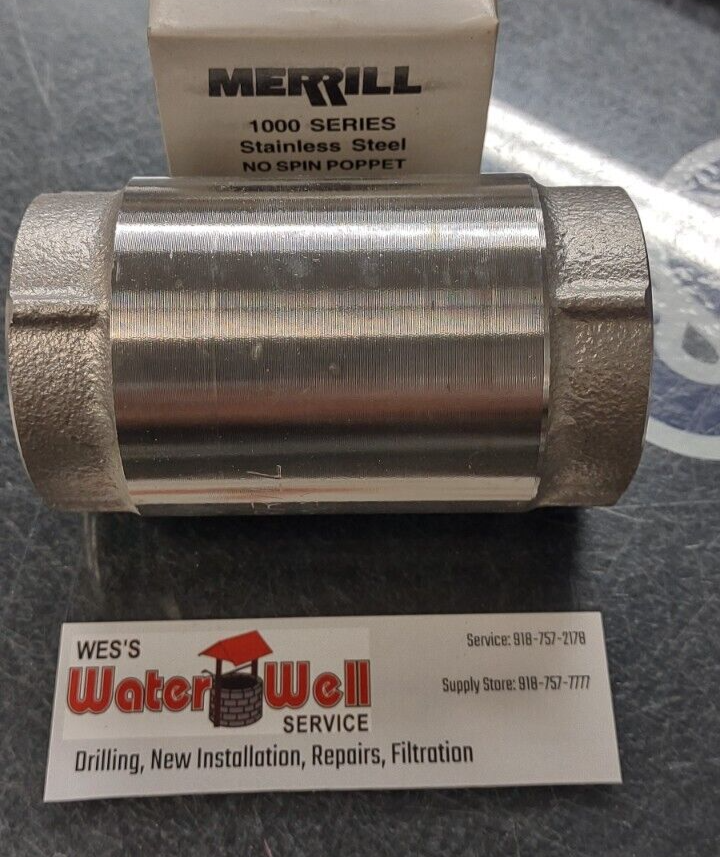 MERRILL
1000 SERIES
Stainless Steel
NO SPIN POPPET
WES'S
Water Well
SERVICE
Drilling, New Installation, Repairs, Filtration
Service: 918-757-2178
Supply Store: 918-757-7777